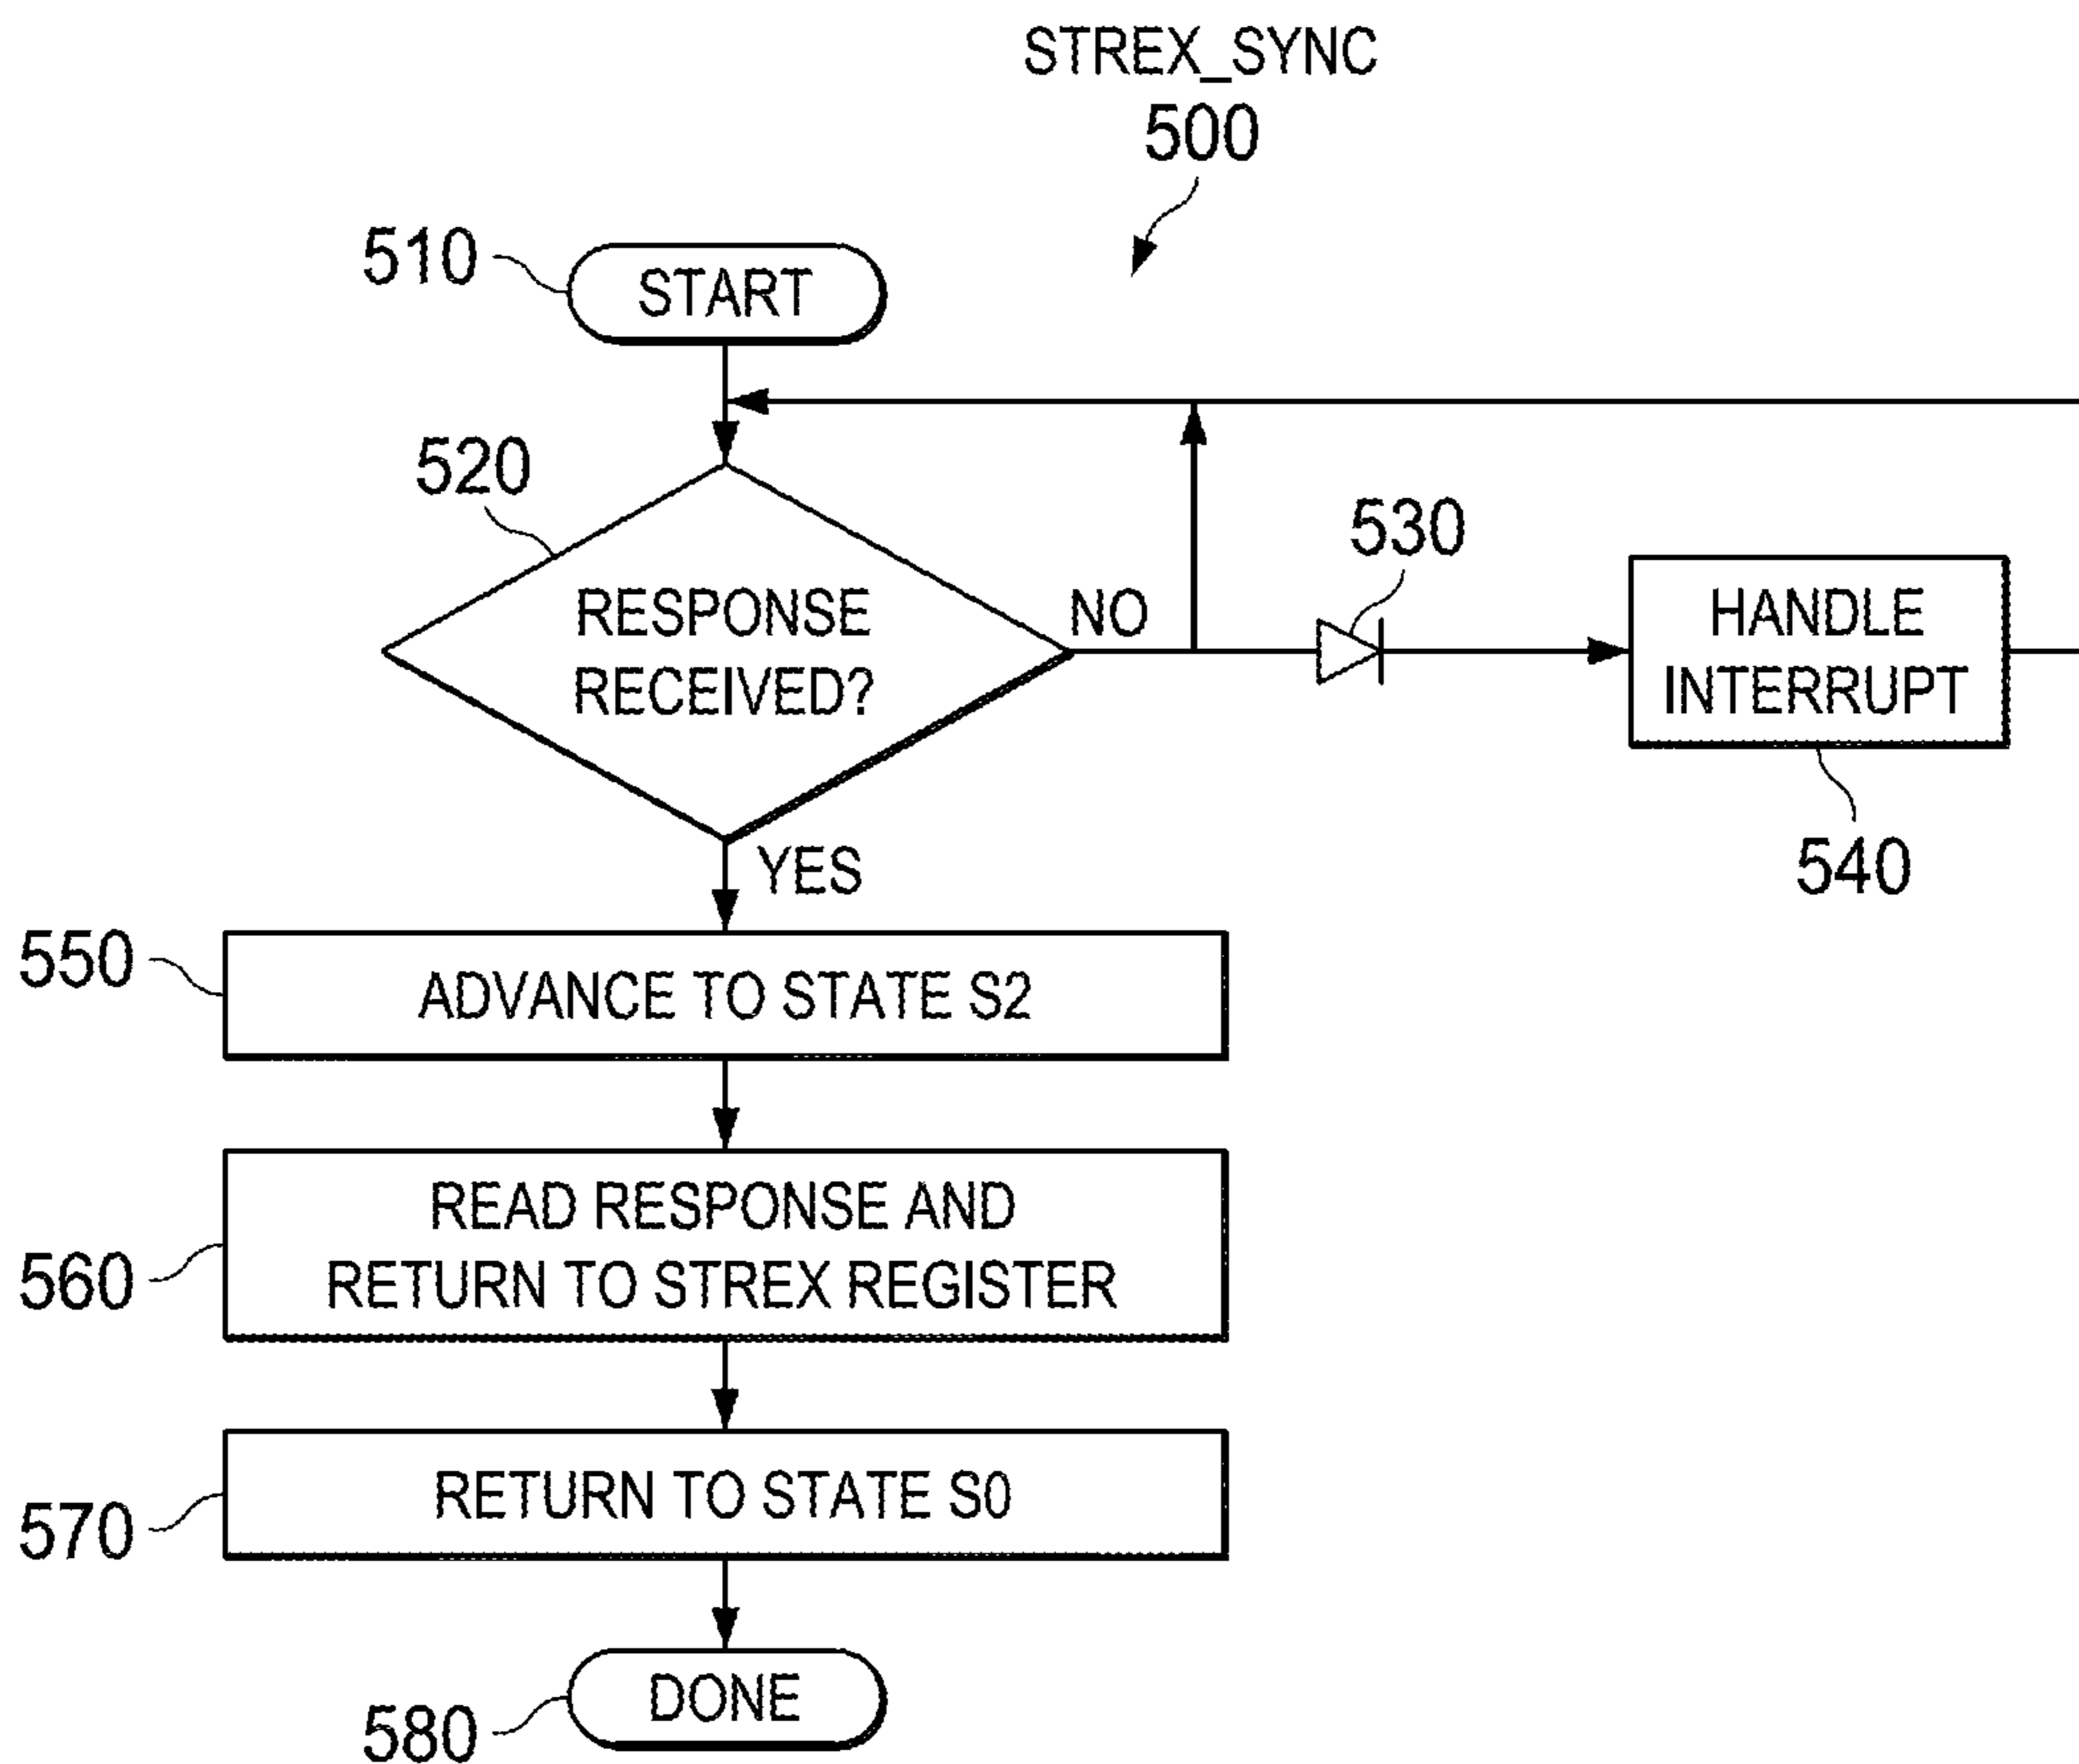 STREX_SYNC
500
510
START
520
RESPONSE
RECEIVED?
NO
530
HANDLE
INTERRUPT
540
YES
550
ADVANCE TO STATE S2
560
READ RESPONSE AND
RETURN TO STREX REGISTER
570
RETURN TO STATE S0
580
DONE